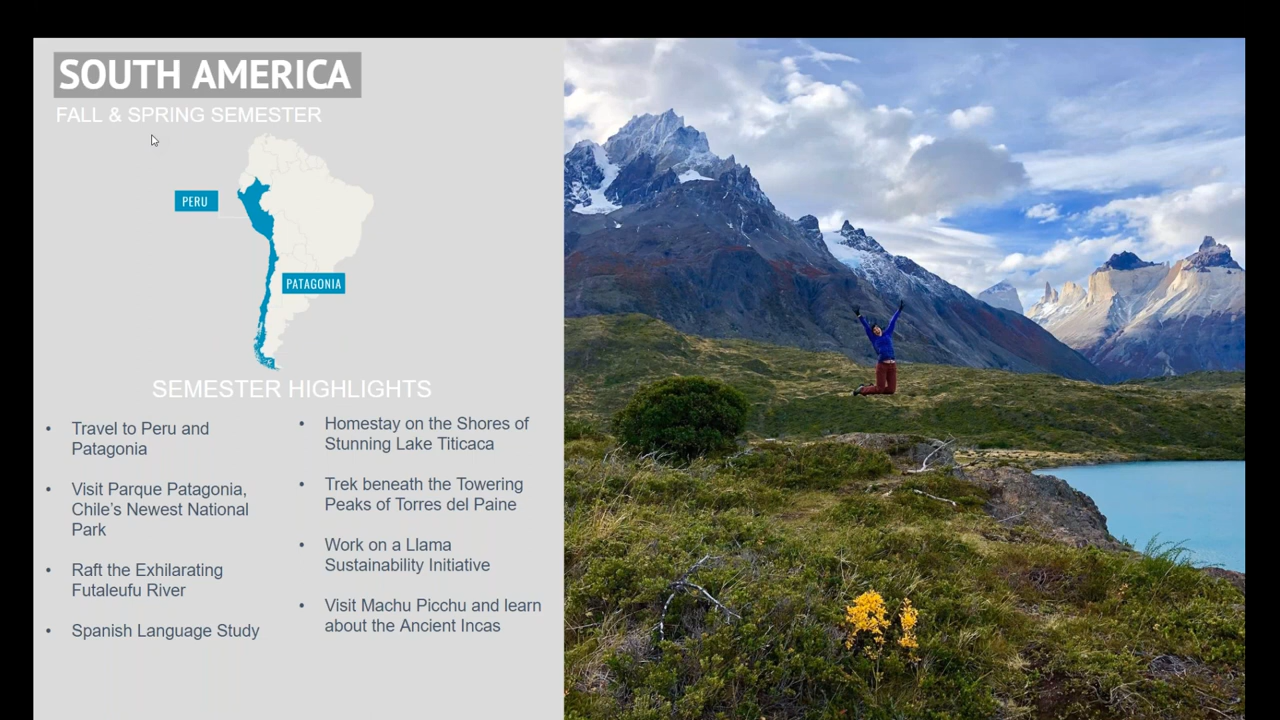 SOUTH AMERICA
FALL & SPRING SEMESTER
PERU
PATAGONIA
SEMESTER HIGHLIGHTS
• Travel to Peru and
Patagonia
• Visit Parque Patagonia,
Chile's Newest National
Park
• Raft the Exhilarating
Futaleufu River
• Spanish Language Study
• Homestay on the Shores of
Stunning Lake Titicaca
• Trek beneath the Towering
Peaks of Torres del Paine
• Work on a Llama
Sustainability Initiative
• Visit Machu Picchu and learn
about the Ancient Incas